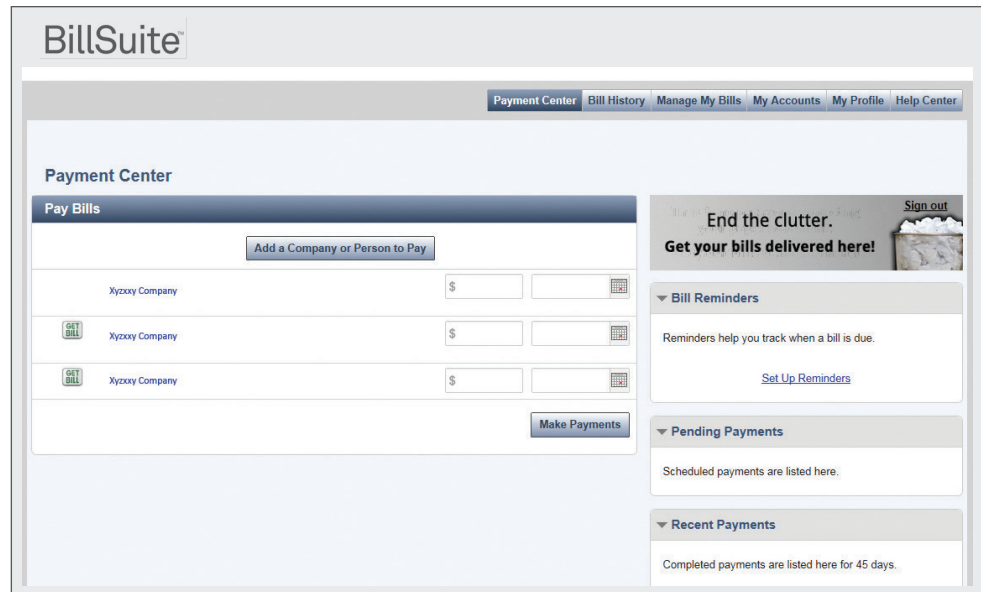 BillSuite™
Payment Center Bill History Manage My Bills My Accounts My Profile Help Center
Payment Center
Pay Bills
Add a Company or Person to Pay
Xyzxxy Company $
GET BILL Xyzxxy Company $
GET BILL Xyzxxy Company $
Make Payments
Sign out
End the clutter.
Get your bills delivered here!
Bill Reminders
Reminders help you track when a bill is due.
Set Up Reminders
Pending Payments
Scheduled payments are listed here.
Recent Payments
Completed payments are listed here for 45 days.